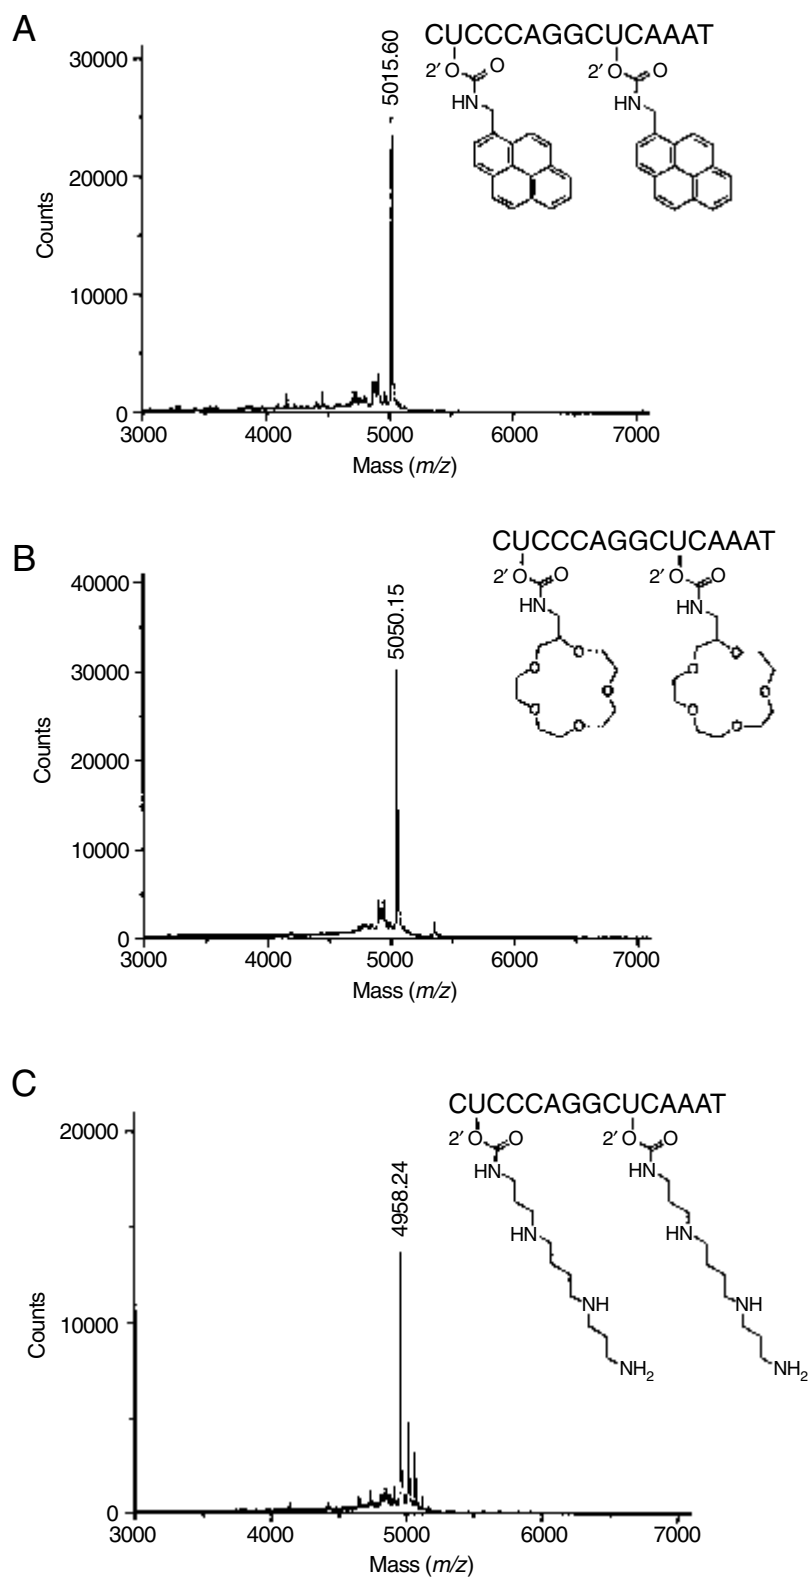 A
CUCCCAGGCUCAAAT
5015.60
30000
20000
10000
0
Counts
3000 4000 5000 6000 7000
Mass (m/z)
2′ O O 2′ O O
HN HN
B
CUCCCAGGCUCAAAT
5050.15
40000
30000
20000
10000
0
Counts
3000 4000 5000 6000 7000
Mass (m/z)
2′ O O 2′ O O
HN HN
O O
O O
O O
O O
O O
C
CUCCCAGGCUCAAAT
4958.24
20000
10000
0
Counts
3000 4000 5000 6000 7000
Mass (m/z)
2′ O O 2′ O O
HN HN
HN HN
NH NH
NH2 NH2